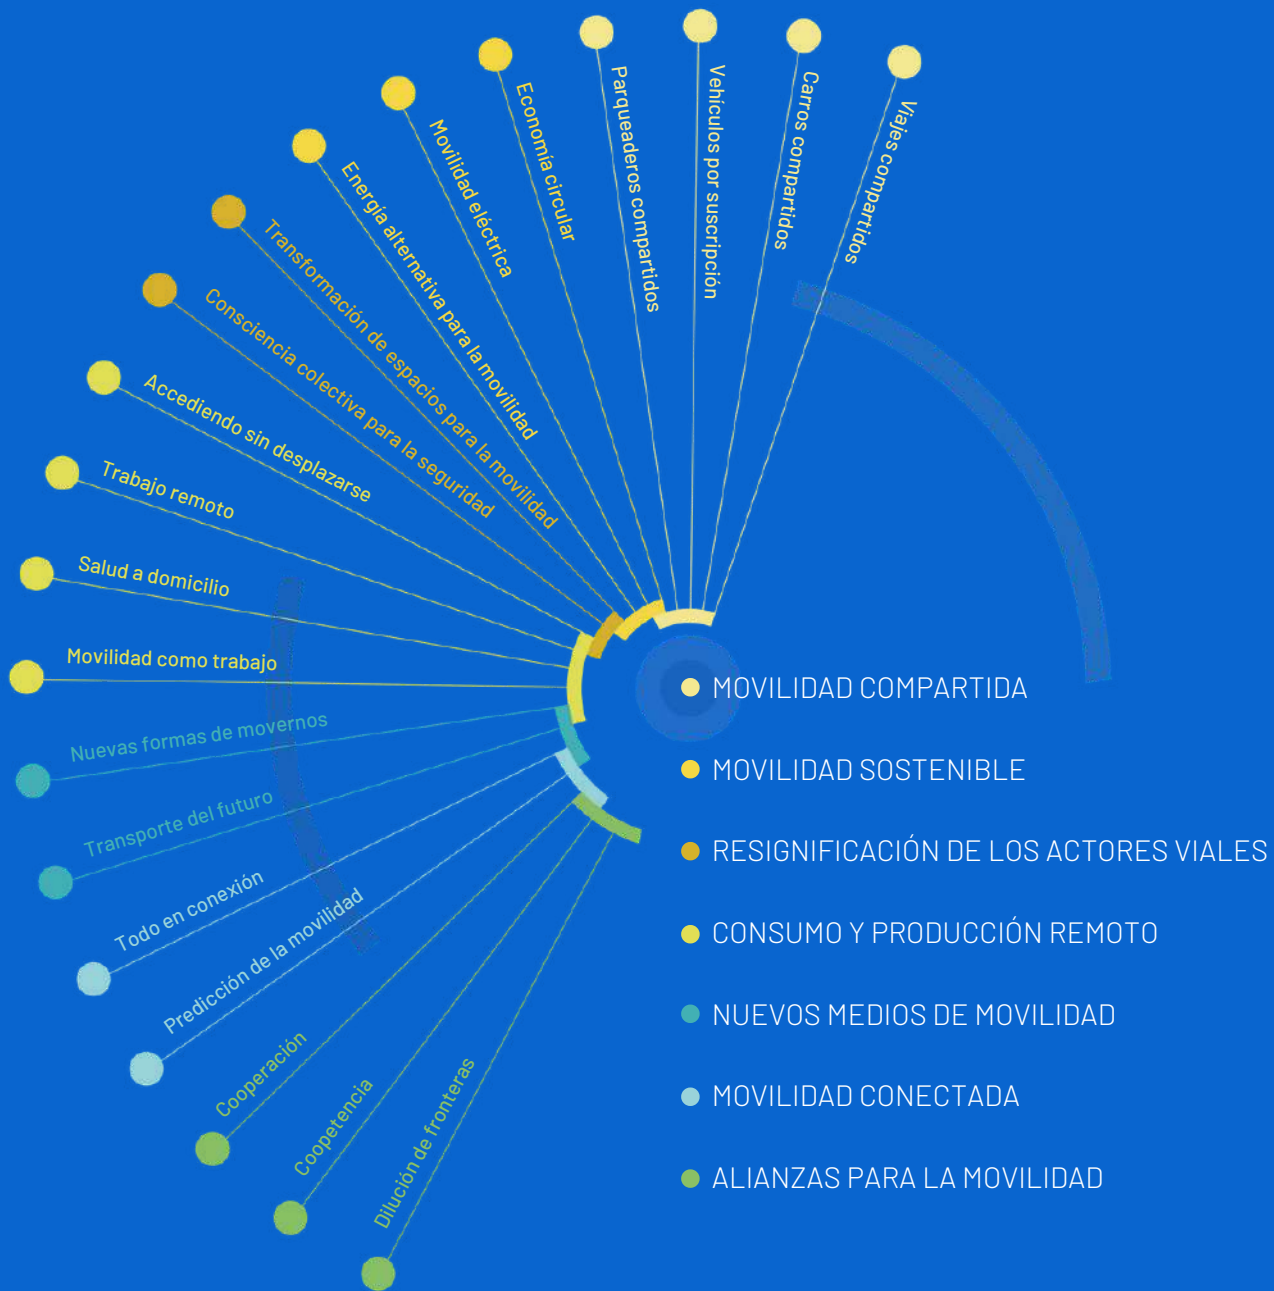 Viajes compartidos
Carros compartidos
Vehículos por suscripción
Parqueaderos compartidos
Economía circular
Movilidad eléctrica
Energía alternativa para la movilidad
Transformación de espacios para la movilidad
Consciencia colectiva para la seguridad
Accediendo sin desplazarse
Trabajo remoto
Salud a domicilio
Movilidad como trabajo
Nuevas formas de movernos
Transporte del futuro
Todo en conexión
Predicción de la movilidad
Cooperación
Coopetencia
Dilución de fronteras
MOVILIDAD COMPARTIDA
MOVILIDAD SOSTENIBLE
RESIGNIFICACIÓN DE LOS ACTORES VIALES
CONSUMO Y PRODUCCIÓN REMOTO
NUEVOS MEDIOS DE MOVILIDAD
MOVILIDAD CONECTADA
ALIANZAS PARA LA MOVILIDAD